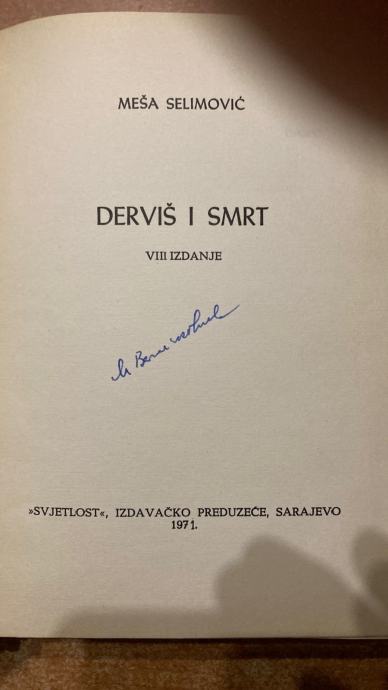 MEŠA SELIMOVIĆ
DERVIŠ I SMRT
VIII IZDANJE
»SVJETLOST«, IZDAVAČKO PREDUZEĆE, SARAJEVO
1971.